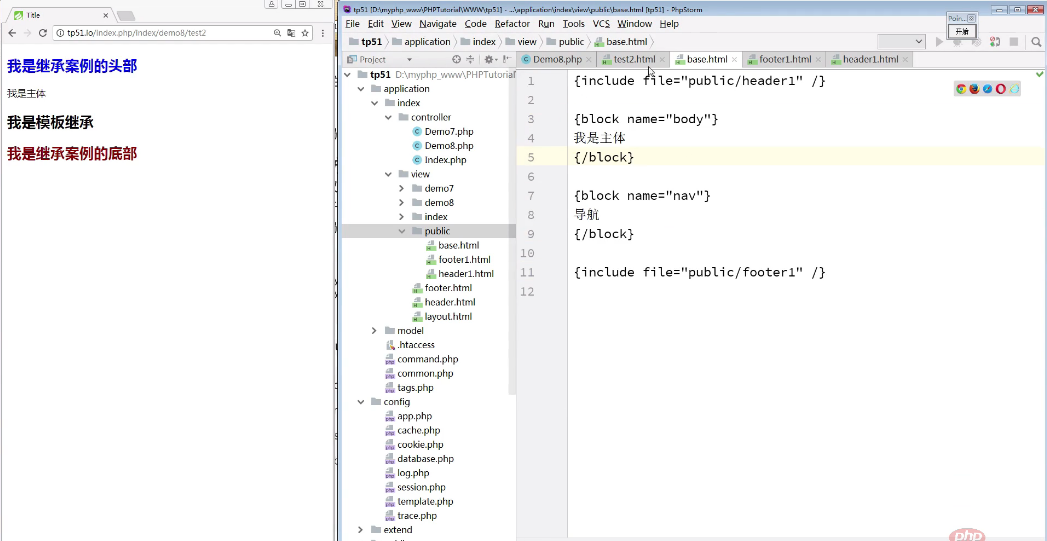 Title
tp51.io/index.php/index/demo8/test2
我是继承案例的头部
我是主体
我是模板继承
我是继承案例的底部
tp51 [D:\myphp_www\PHPTutorial\WWW\tp51] - ...\application\index\view\public\base.html [tp51] - PhpStorm
File Edit View Navigate Code Refactor Run Tools VCS Window Help
开始
tp51 application index view public base.html
Project
Demo8.php test2.html base.html footer1.html header1.html
tp51 D:\myphp_www\PHPTutorial
application
index
controller
Demo7.php
Demo8.php
Index.php
view
demo7
demo8
index
public
base.html
footer1.html
header1.html
footer.html
header.html
layout.html
model
.htaccess
command.php
common.php
tags.php
config
app.php
cache.php
cookie.php
database.php
log.php
session.php
template.php
trace.php
extend
1 {include file="public/header1" /}
2
3 {block name="body"}
4 我是主体
5 {/block}
6
7 {block name="nav"}
8 导航
9 {/block}
10
11 {include file="public/footer1" /}
12
php